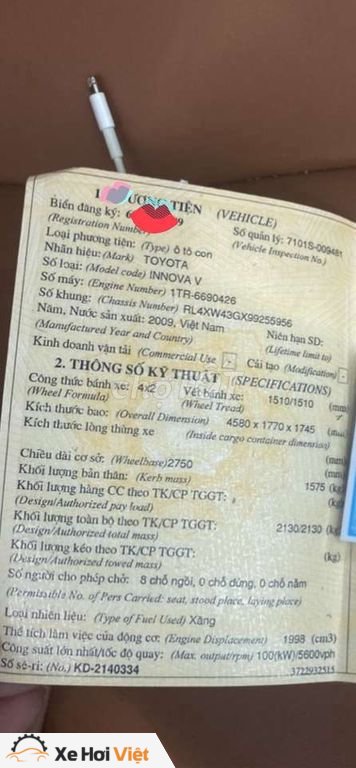 1. PHƯƠNG TIỆN (VEHICLE)
Biển đăng ký: 6 99
(Registration Number)
Số quản lý: 7101S-009481
(Vehicle Inspection No.)
Loại phương tiện: (Type) ô tô con
Nhãn hiệu: (Mark) TOYOTA
Số loại: (Model code) INNOVA V
Số máy: (Engine Number) 1TR-6690426
Số khung: (Chassis Number) RL4XW43GX99255956
Năm, Nước sản xuất: 2009, Việt Nam
(Manufactured Year and Country)
Niên hạn SD:
(Lifetime limit to)
Kinh doanh vận tải (Commercial Use) - Cải tạo (Modification) -
2. THÔNG SỐ KỸ THUẬT (SPECIFICATIONS)
Công thức bánh xe: 4x2 Vết bánh xe: 1510/1510 (mm)
(Wheel Formula) (Wheel Tread)
Kích thước bao: (Overall Dimension) 4580 x 1770 x 1745 (mm)
Kích thước lòng thùng xe (Inside cargo container dimension)
(mm)
Chiều dài cơ sở: (Wheelbase) 2750 (mm)
Khối lượng bản thân: (Kerb mass) 1575 (kg)
Khối lượng hàng CC theo TK/CP TGGT: (kg)
(Design/Authorized pay load)
Khối lượng toàn bộ theo TK/CP TGGT: 2130/2130 (kg)
(Design/Authorized total mass)
Khối lượng kéo theo TK/CP TGGT: (kg)
(Design/Authorized towed mass)
Số người cho phép chở: 8 chỗ ngồi, 0 chỗ đứng, 0 chỗ nằm
(Permissible No. of Pers Carried: seat, stood place, laying place)
Loại nhiên liệu: (Type of Fuel Used) Xăng
Thể tích làm việc của động cơ: (Engine Displacement) 1998 (cm3)
Công suất lớn nhất/tốc độ quay: (Max. output/rpm) 100(kW)/5600vph
Số sê-ri: (No.) KD-2140334 3722932515
Xe Hơi Việt